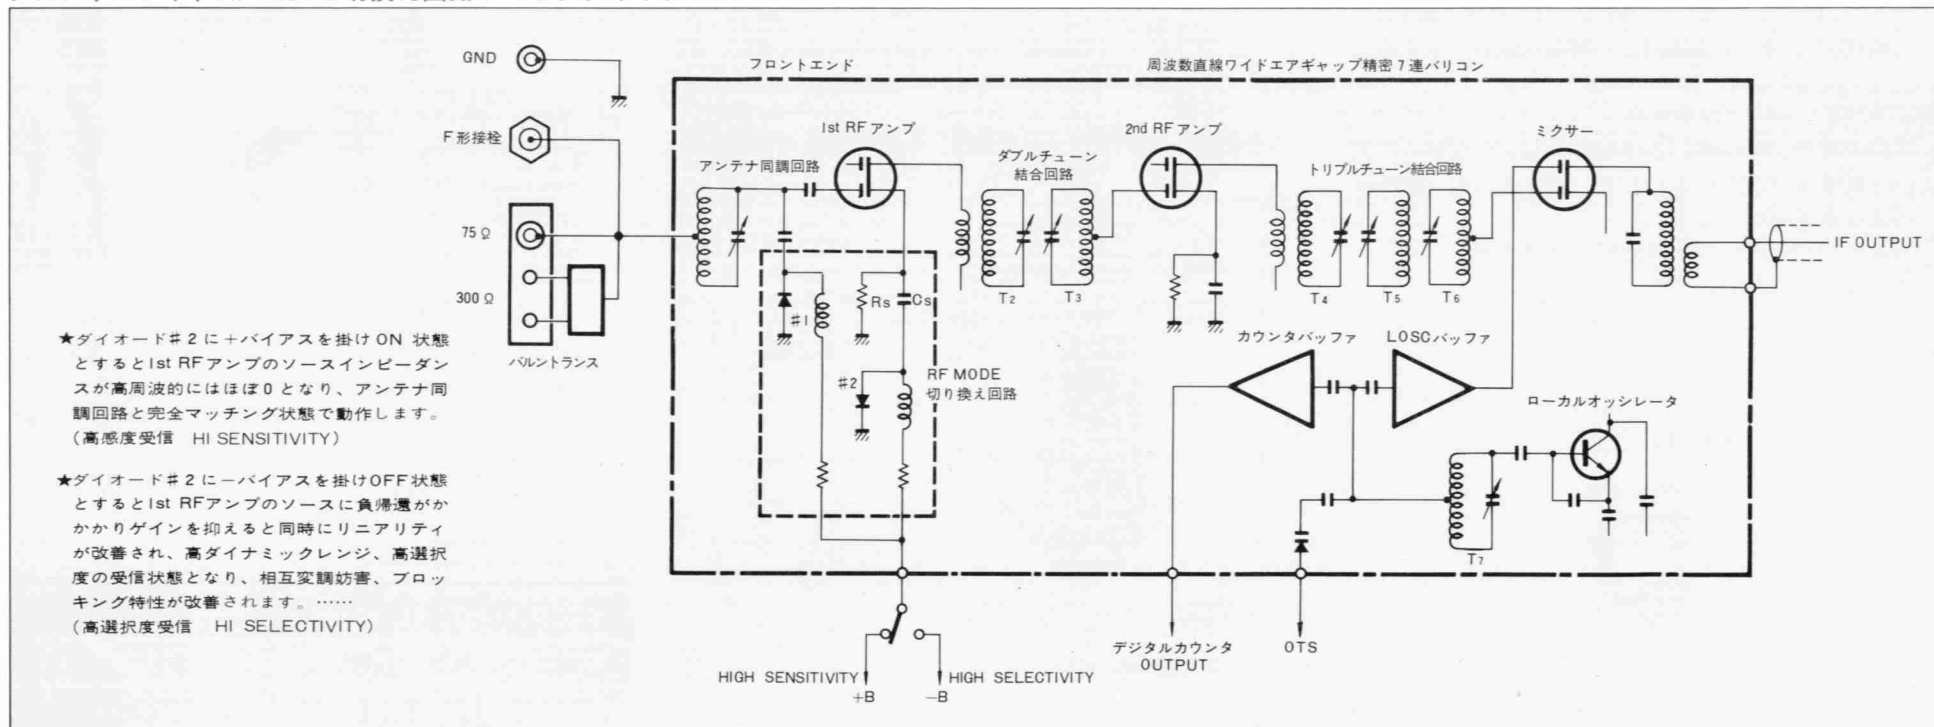 GND
F形接栓
75Ω
300Ω
バルントランス
フロントエンド
周波数直線ワイドエアギャップ精密7連バリコン
1st RFアンプ
2nd RFアンプ
ミクサー
アンテナ同調回路
ダブルチューン
結合回路
トリプルチューン結合回路
IF OUTPUT
Rs
Cs
#1
#2
RF MODE
切り換え回路
T2
T3
T4
T5
T6
カウンタバッファ
LOSCバッファ
ローカルオッシレータ
T7
★ダイオード#2に+バイアスを掛けON状態
とすると1st RFアンプのソースインピーダン
スが高周波的にはほぼ0となり、アンテナ同
調回路と完全マッチング状態で動作します。
(高感度受信 HI SENSITIVITY)
★ダイオード#2に-バイアスを掛けOFF状態
とすると1st RFアンプのソースに負帰還がか
かかりゲインを抑えると同時にリニアリティ
が改善され、高ダイナミックレンジ、高選択
度の受信状態となり、相互変調妨害、ブロッ
キング特性が改善されます。……
(高選択度受信 HI SELECTIVITY)
HIGH SENSITIVITY
+B
HIGH SELECTIVITY
-B
デジタルカウンタ
OUTPUT
OTS